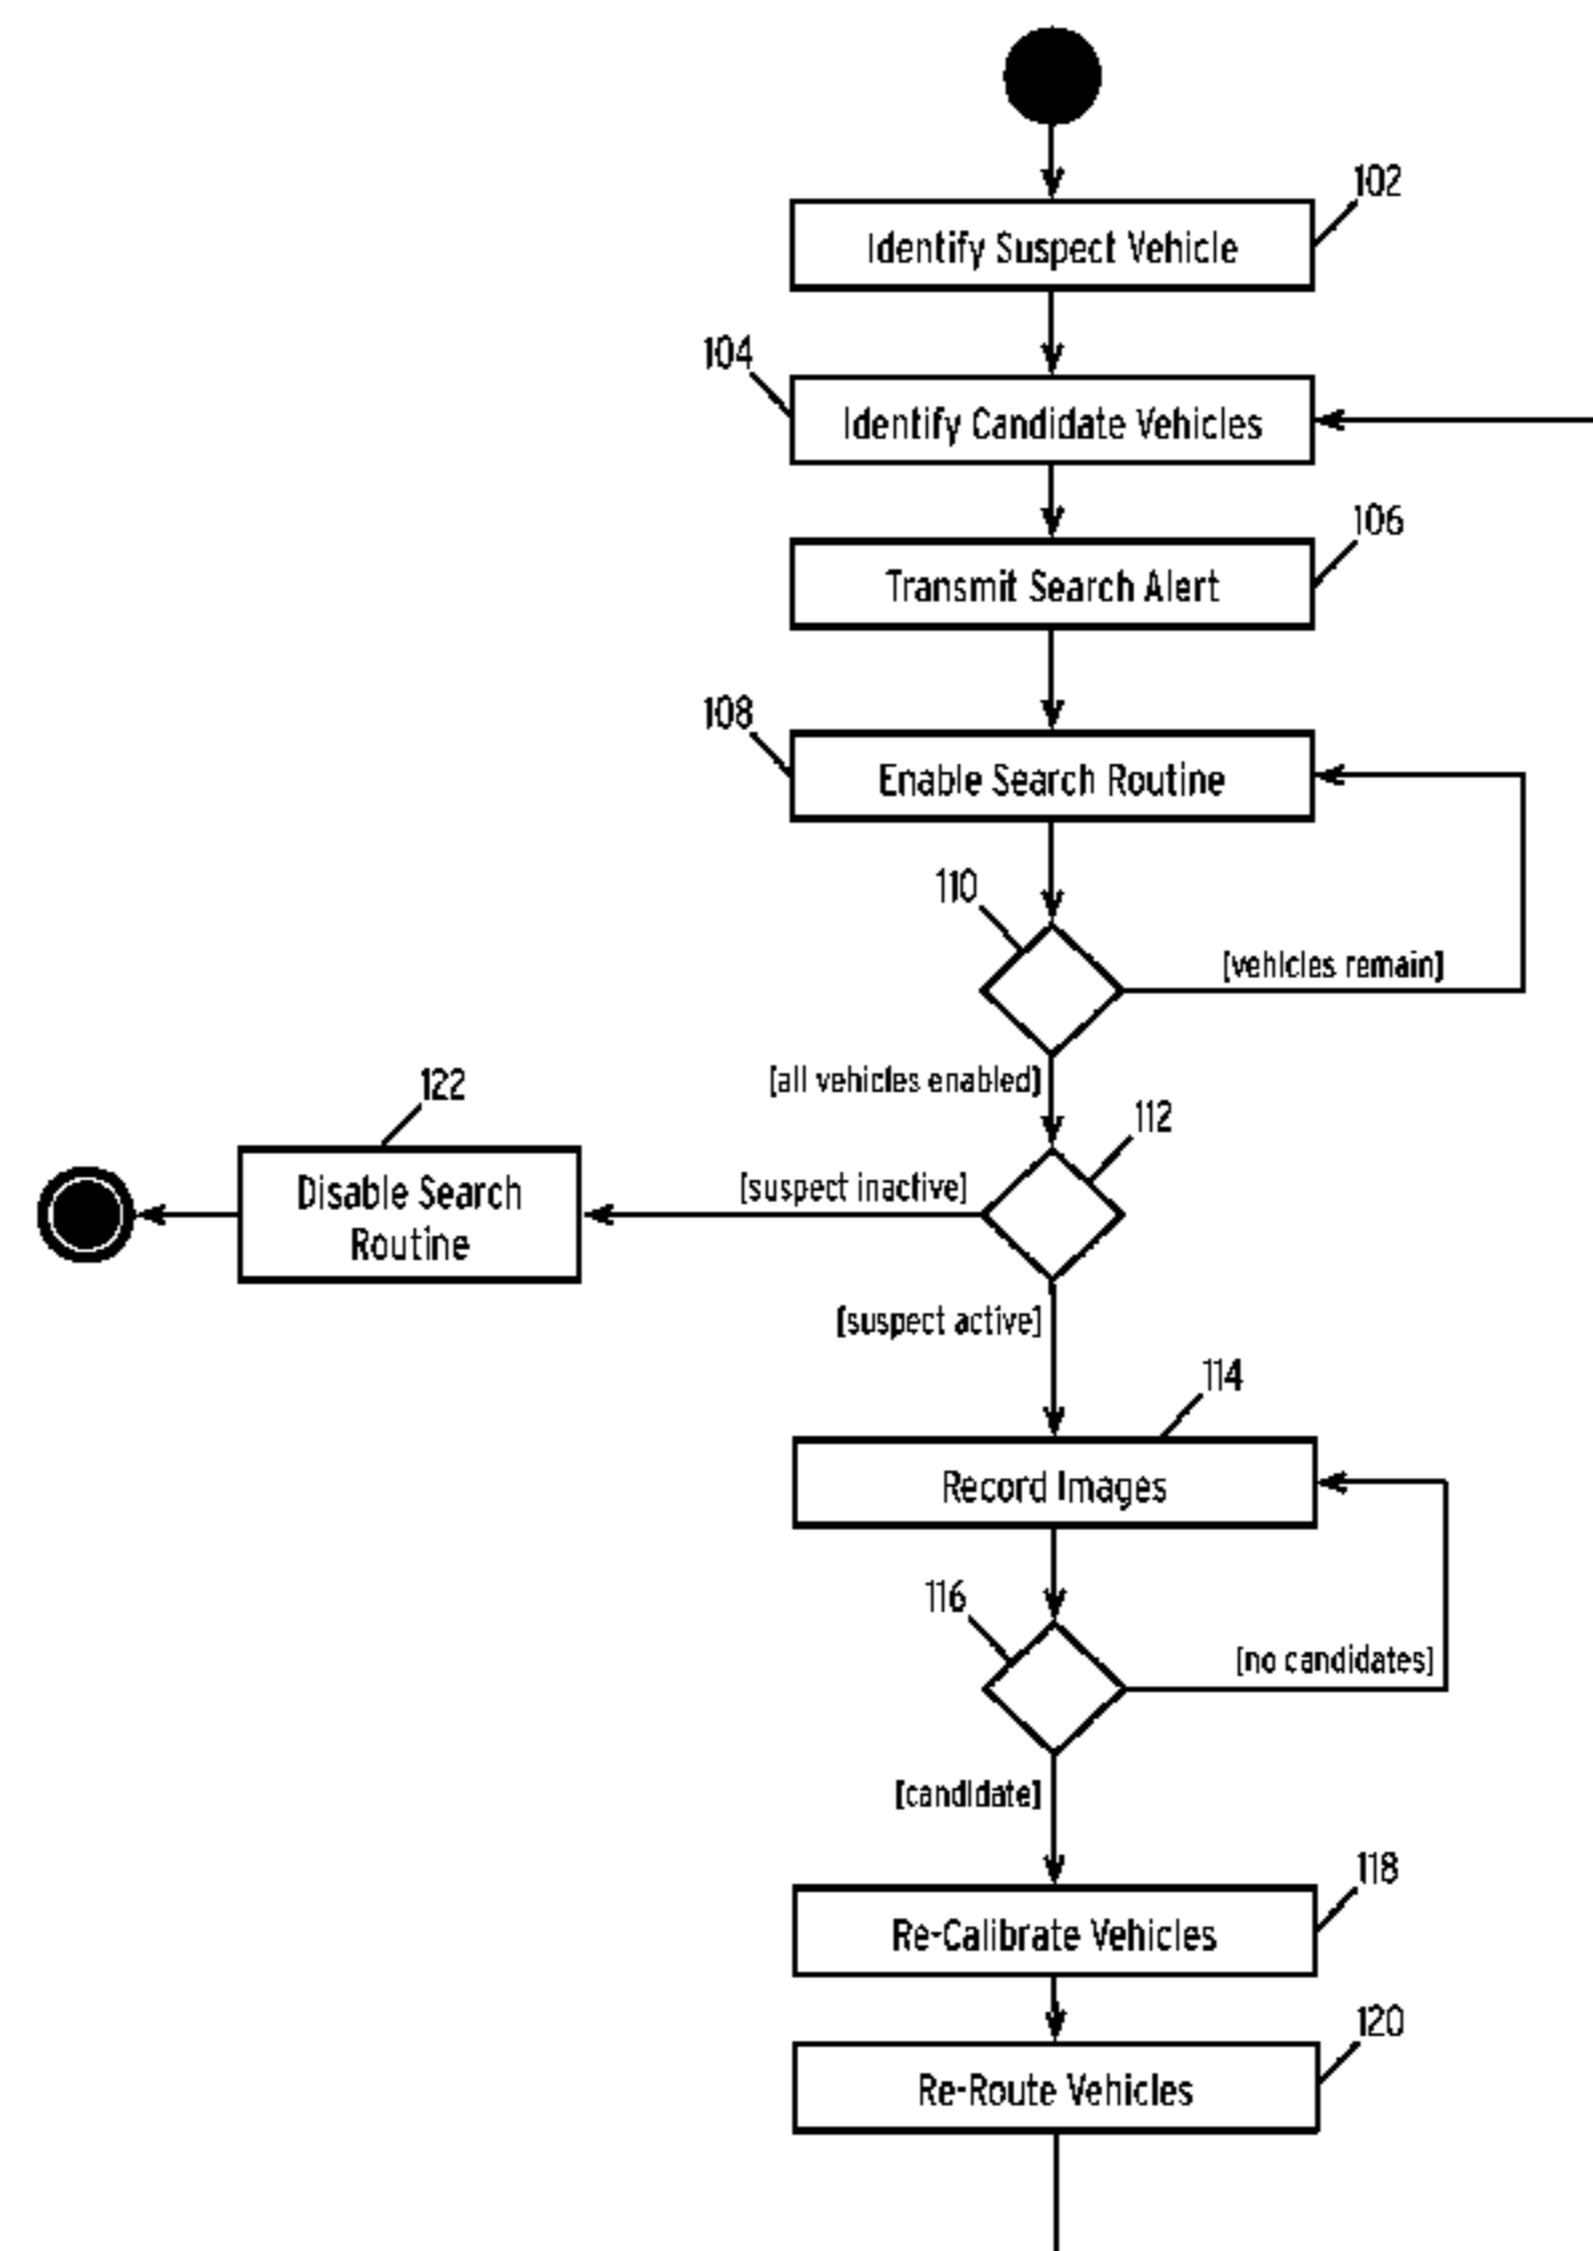 102
Identify Suspect Vehicle
104
Identify Candidate Vehicles
106
Transmit Search Alert
108
Enable Search Routine
110
[vehicles remain]
[all vehicles enabled]
122
112
Disable Search
Routine
[suspect inactive]
[suspect active]
114
Record Images
116
[no candidates]
[candidate]
118
Re-Calibrate Vehicles
120
Re-Route Vehicles